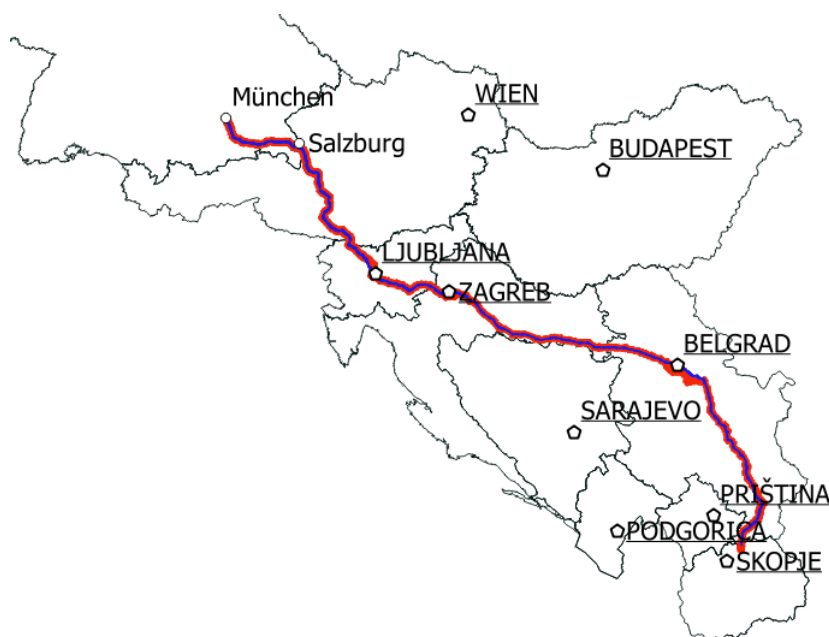 München
WIEN
Salzburg
BUDAPEST
LJUBLJANA
ZAGREB
BELGRAD
SARAJEVO
PRIŠTINA
PODGORICA
SKOPJE